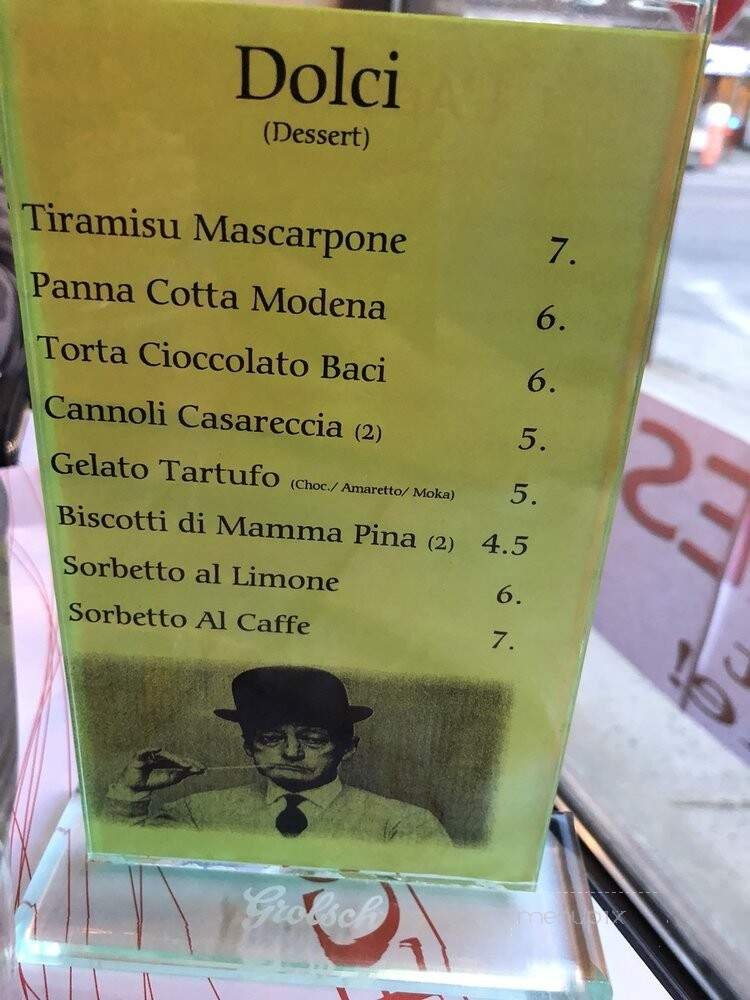 Dolci
(Dessert)
Tiramisu Mascarpone 7.
Panna Cotta Modena 6.
Torta Cioccolato Baci 6.
Cannoli Casareccia (2) 5.
Gelato Tartufo (Choc./ Amaretto/ Moka) 5.
Biscotti di Mamma Pina (2) 4.5
Sorbetto al Limone 6.
Sorbetto Al Caffe 7.
Grolsch
menupix
ES